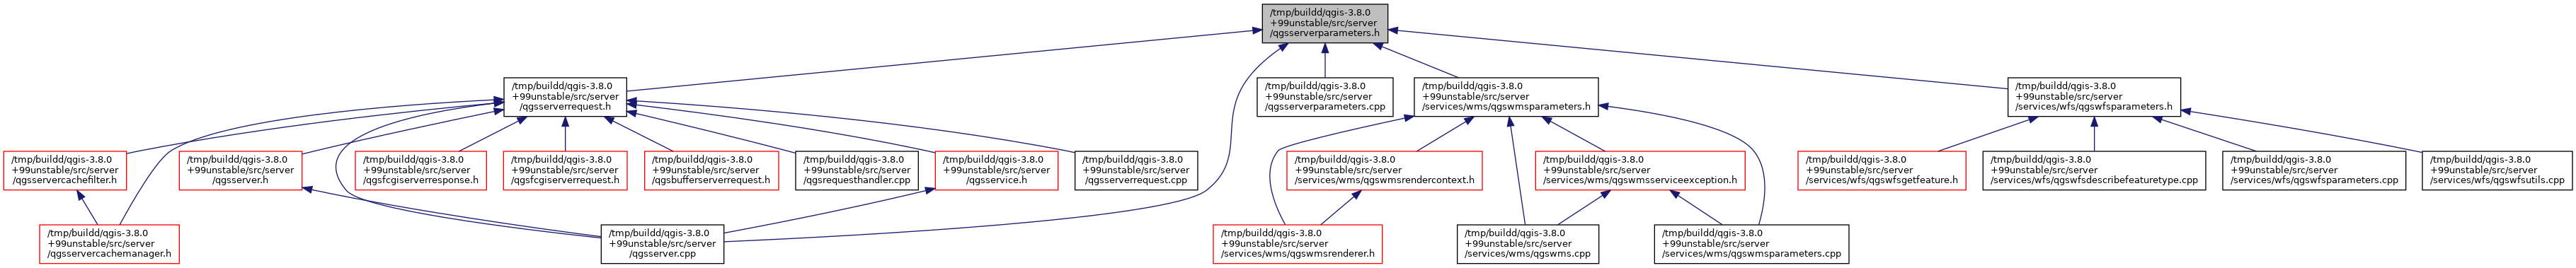 /tmp/buildd/qgis-3.8.0
+99unstable/src/server
/qgsserverparameters.h
/tmp/buildd/qgis-3.8.0
+99unstable/src/server
/qgsserverrequest.h
/tmp/buildd/qgis-3.8.0
+99unstable/src/server
/qgsserverparameters.cpp
/tmp/buildd/qgis-3.8.0
+99unstable/src/server
/services/wms/qgswmsparameters.h
/tmp/buildd/qgis-3.8.0
+99unstable/src/server
/services/wfs/qgswfsparameters.h
/tmp/buildd/qgis-3.8.0
+99unstable/src/server
/qgsservercachefilter.h
/tmp/buildd/qgis-3.8.0
+99unstable/src/server
/qgsserver.h
/tmp/buildd/qgis-3.8.0
+99unstable/src/server
/qgsfcgiserverresponse.h
/tmp/buildd/qgis-3.8.0
+99unstable/src/server
/qgsfcgiserverrequest.h
/tmp/buildd/qgis-3.8.0
+99unstable/src/server
/qgsbufferserverrequest.h
/tmp/buildd/qgis-3.8.0
+99unstable/src/server
/qgsrequesthandler.cpp
/tmp/buildd/qgis-3.8.0
+99unstable/src/server
/qgsservice.h
/tmp/buildd/qgis-3.8.0
+99unstable/src/server
/qgsserverrequest.cpp
/tmp/buildd/qgis-3.8.0
+99unstable/src/server
/services/wms/qgswmsrendercontext.h
/tmp/buildd/qgis-3.8.0
+99unstable/src/server
/services/wms/qgswmsserviceexception.h
/tmp/buildd/qgis-3.8.0
+99unstable/src/server
/services/wfs/qgswfsgetfeature.h
/tmp/buildd/qgis-3.8.0
+99unstable/src/server
/services/wfs/qgswfsdescribefeaturetype.cpp
/tmp/buildd/qgis-3.8.0
+99unstable/src/server
/services/wfs/qgswfsparameters.cpp
/tmp/buildd/qgis-3.8.0
+99unstable/src/server
/services/wfs/qgswfsutils.cpp
/tmp/buildd/qgis-3.8.0
+99unstable/src/server
/qgsservercachemanager.h
/tmp/buildd/qgis-3.8.0
+99unstable/src/server
/qgsserver.cpp
/tmp/buildd/qgis-3.8.0
+99unstable/src/server
/services/wms/qgswmsrenderer.h
/tmp/buildd/qgis-3.8.0
+99unstable/src/server
/services/wms/qgswms.cpp
/tmp/buildd/qgis-3.8.0
+99unstable/src/server
/services/wms/qgswmsparameters.cpp